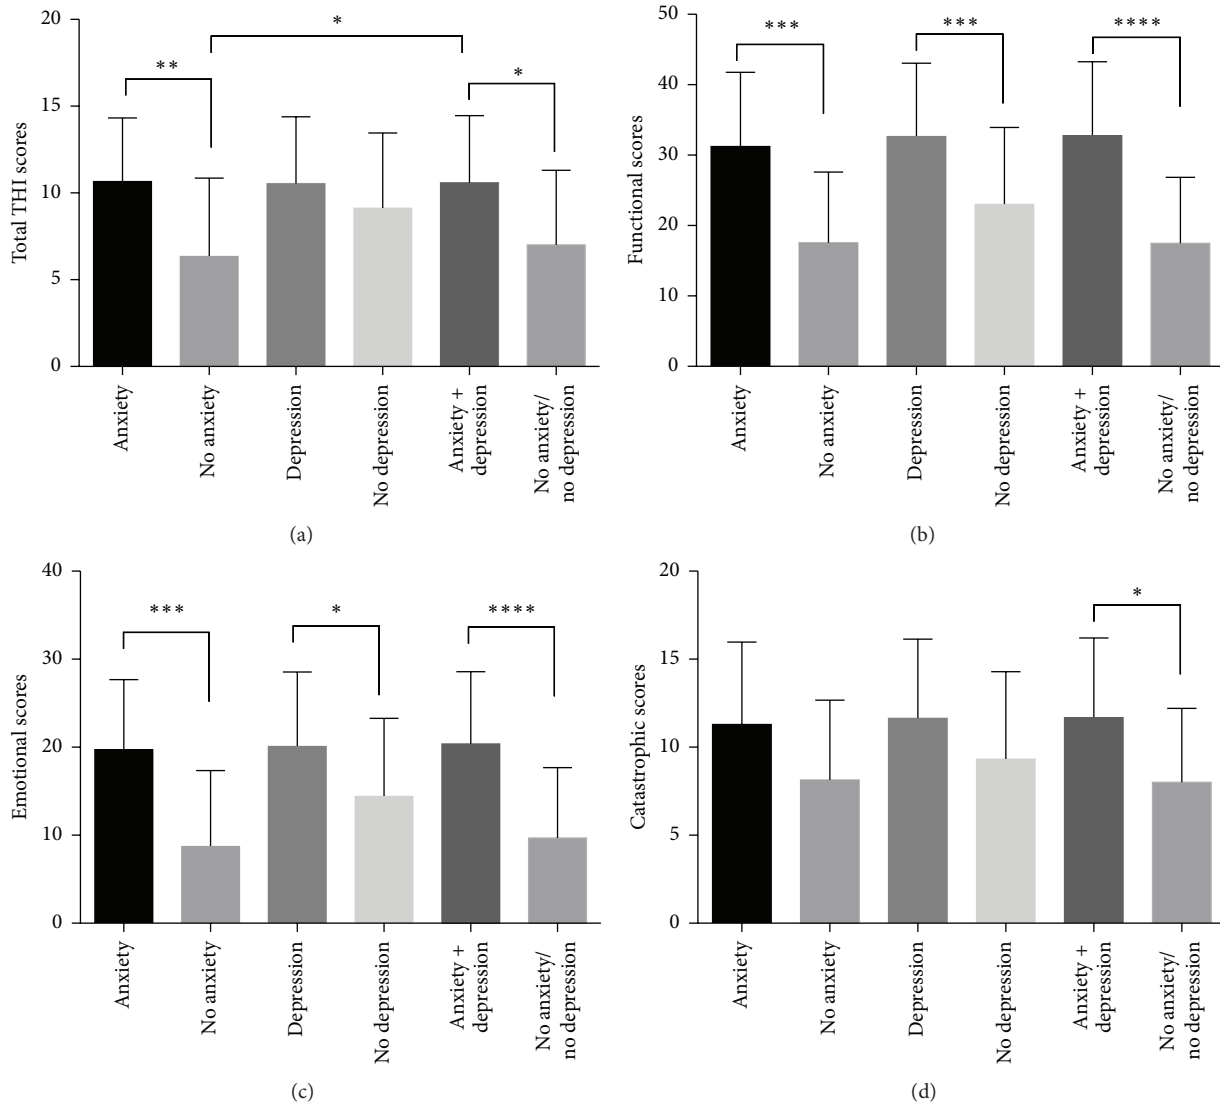 20
15
10
5
0
Total THI scores
**
*
*
Anxiety
No anxiety
Depression
No depression
Anxiety +
depression
No anxiety/
no depression
(a)
50
40
30
20
10
0
Functional scores
***
***
****
Anxiety
No anxiety
Depression
No depression
Anxiety +
depression
No anxiety/
no depression
(b)
40
30
20
10
0
Emotional scores
***
*
****
Anxiety
No anxiety
Depression
No depression
Anxiety +
depression
No anxiety/
no depression
(c)
20
15
10
5
0
Catastrophic scores
*
Anxiety
No anxiety
Depression
No depression
Anxiety +
depression
No anxiety/
no depression
(d)